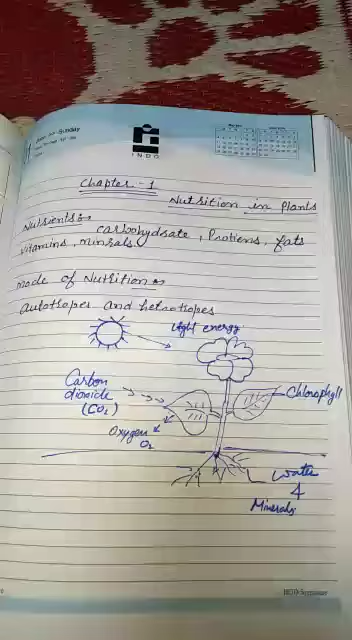 Sunday
INDO
Chapter - 1
Nutrition in Plants
Nutrients :-
carbohydrate, Protiens, fats
vitamins, minrals
mode of Nutrition :-
autotropes and hetrotropes
light energy
Carbon
dioxide
(CO2)
Chlorophyll
Oxygen
O2
water
&
Minerals